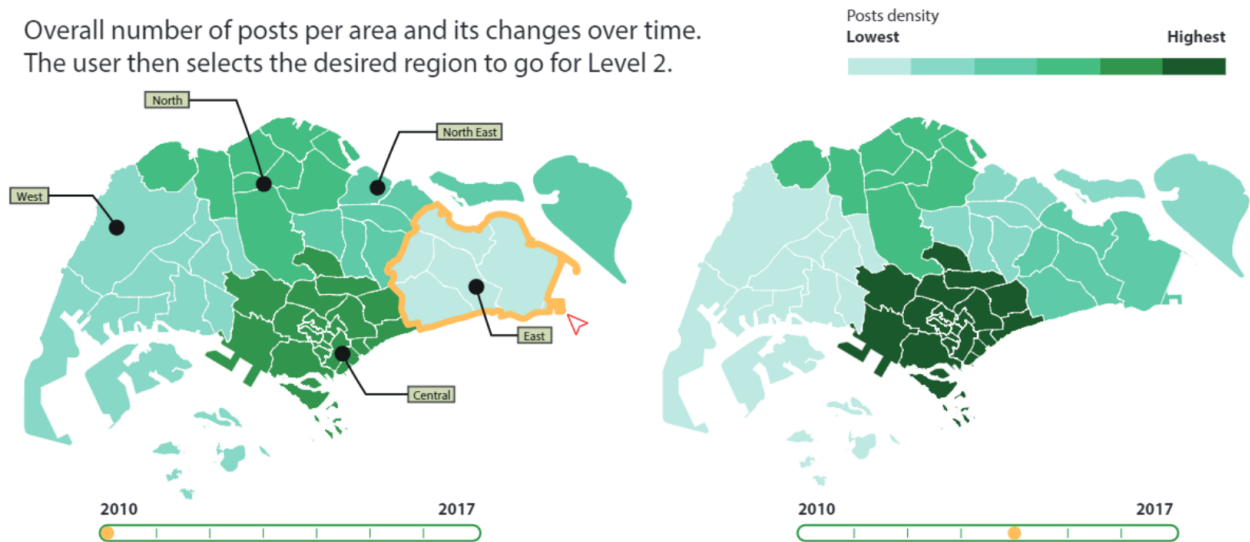 Overall number of posts per area and its changes over time.
The user then selects the desired region to go for Level 2.
Posts density
Lowest Highest
North
North East
West
East
Central
2010 2017
2010 2017